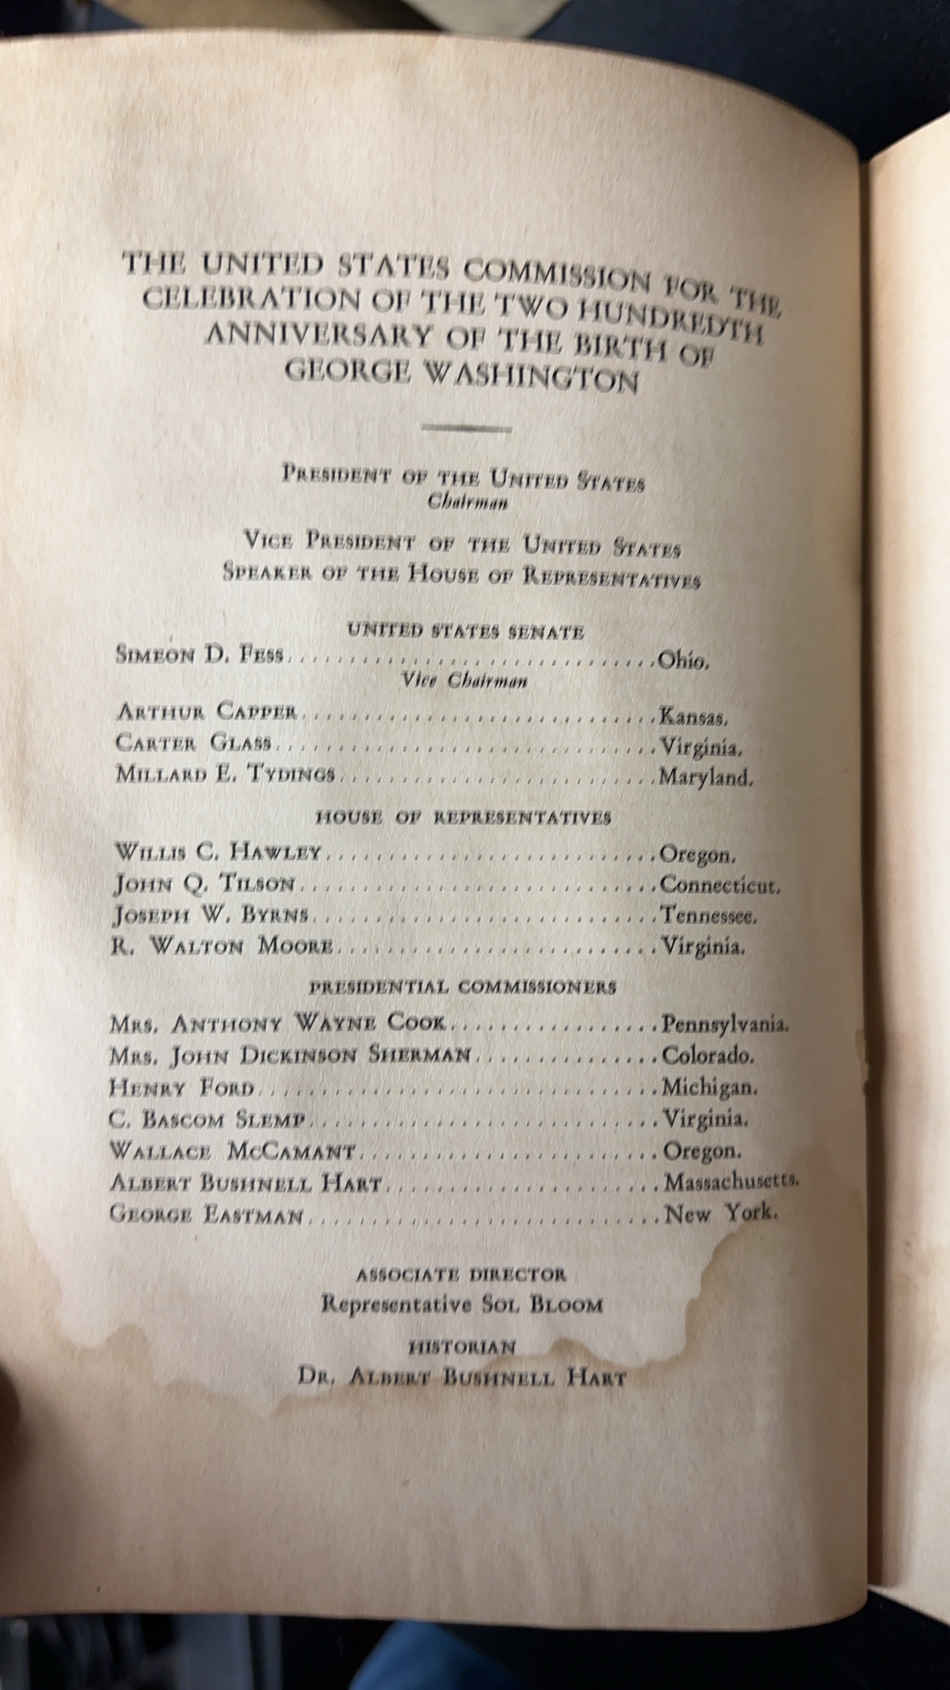 THE UNITED STATES COMMISSION FOR THE
CELEBRATION OF THE TWO HUNDREDTH
ANNIVERSARY OF THE BIRTH OF
GEORGE WASHINGTON
PRESIDENT OF THE UNITED STATES
Chairman
VICE PRESIDENT OF THE UNITED STATES
SPEAKER OF THE HOUSE OF REPRESENTATIVES
UNITED STATES SENATE
SIMEON D. FESS..............................Ohio.
Vice Chairman
ARTHUR CAPPER.............................Kansas.
CARTER GLASS...............................Virginia.
MILLARD E. TYDINGS..........................Maryland.
HOUSE OF REPRESENTATIVES
WILLIS C. HAWLEY...........................Oregon.
JOHN Q. TILSON.............................Connecticut.
JOSEPH W. BYRNS............................Tennessee.
R. WALTON MOORE..........................Virginia.
PRESIDENTIAL COMMISSIONERS
MRS. ANTHONY WAYNE COOK.................Pennsylvania.
MRS. JOHN DICKINSON SHERMAN...............Colorado.
HENRY FORD................................Michigan.
C. BASCOM SLEMP............................Virginia.
WALLACE MCCAMANT........................Oregon.
ALBERT BUSHNELL HART......................Massachusetts.
GEORGE EASTMAN............................New York.
ASSOCIATE DIRECTOR
Representative SOL BLOOM
HISTORIAN
DR. ALBERT BUSHNELL HART